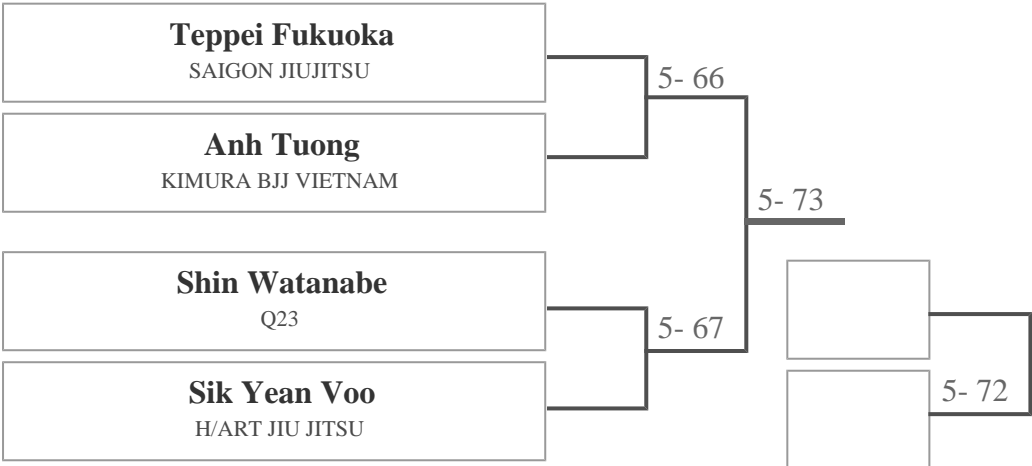 Teppei Fukuoka
SAIGON JIUJITSU
5- 66
Anh Tuong
KIMURA BJJ VIETNAM
5- 73
Shin Watanabe
Q23
5- 67
Sik Yean Voo
H/ART JIU JITSU
5- 72